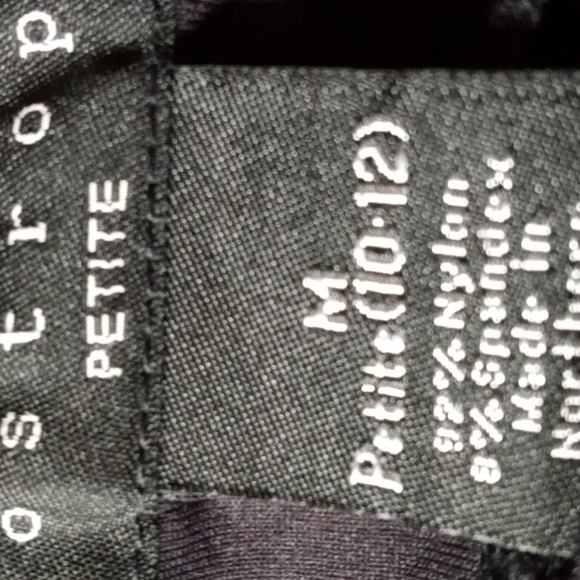 ostrop
PETITE
M
Petite(10-12)
92% Nylon
8% Spandex
Made in